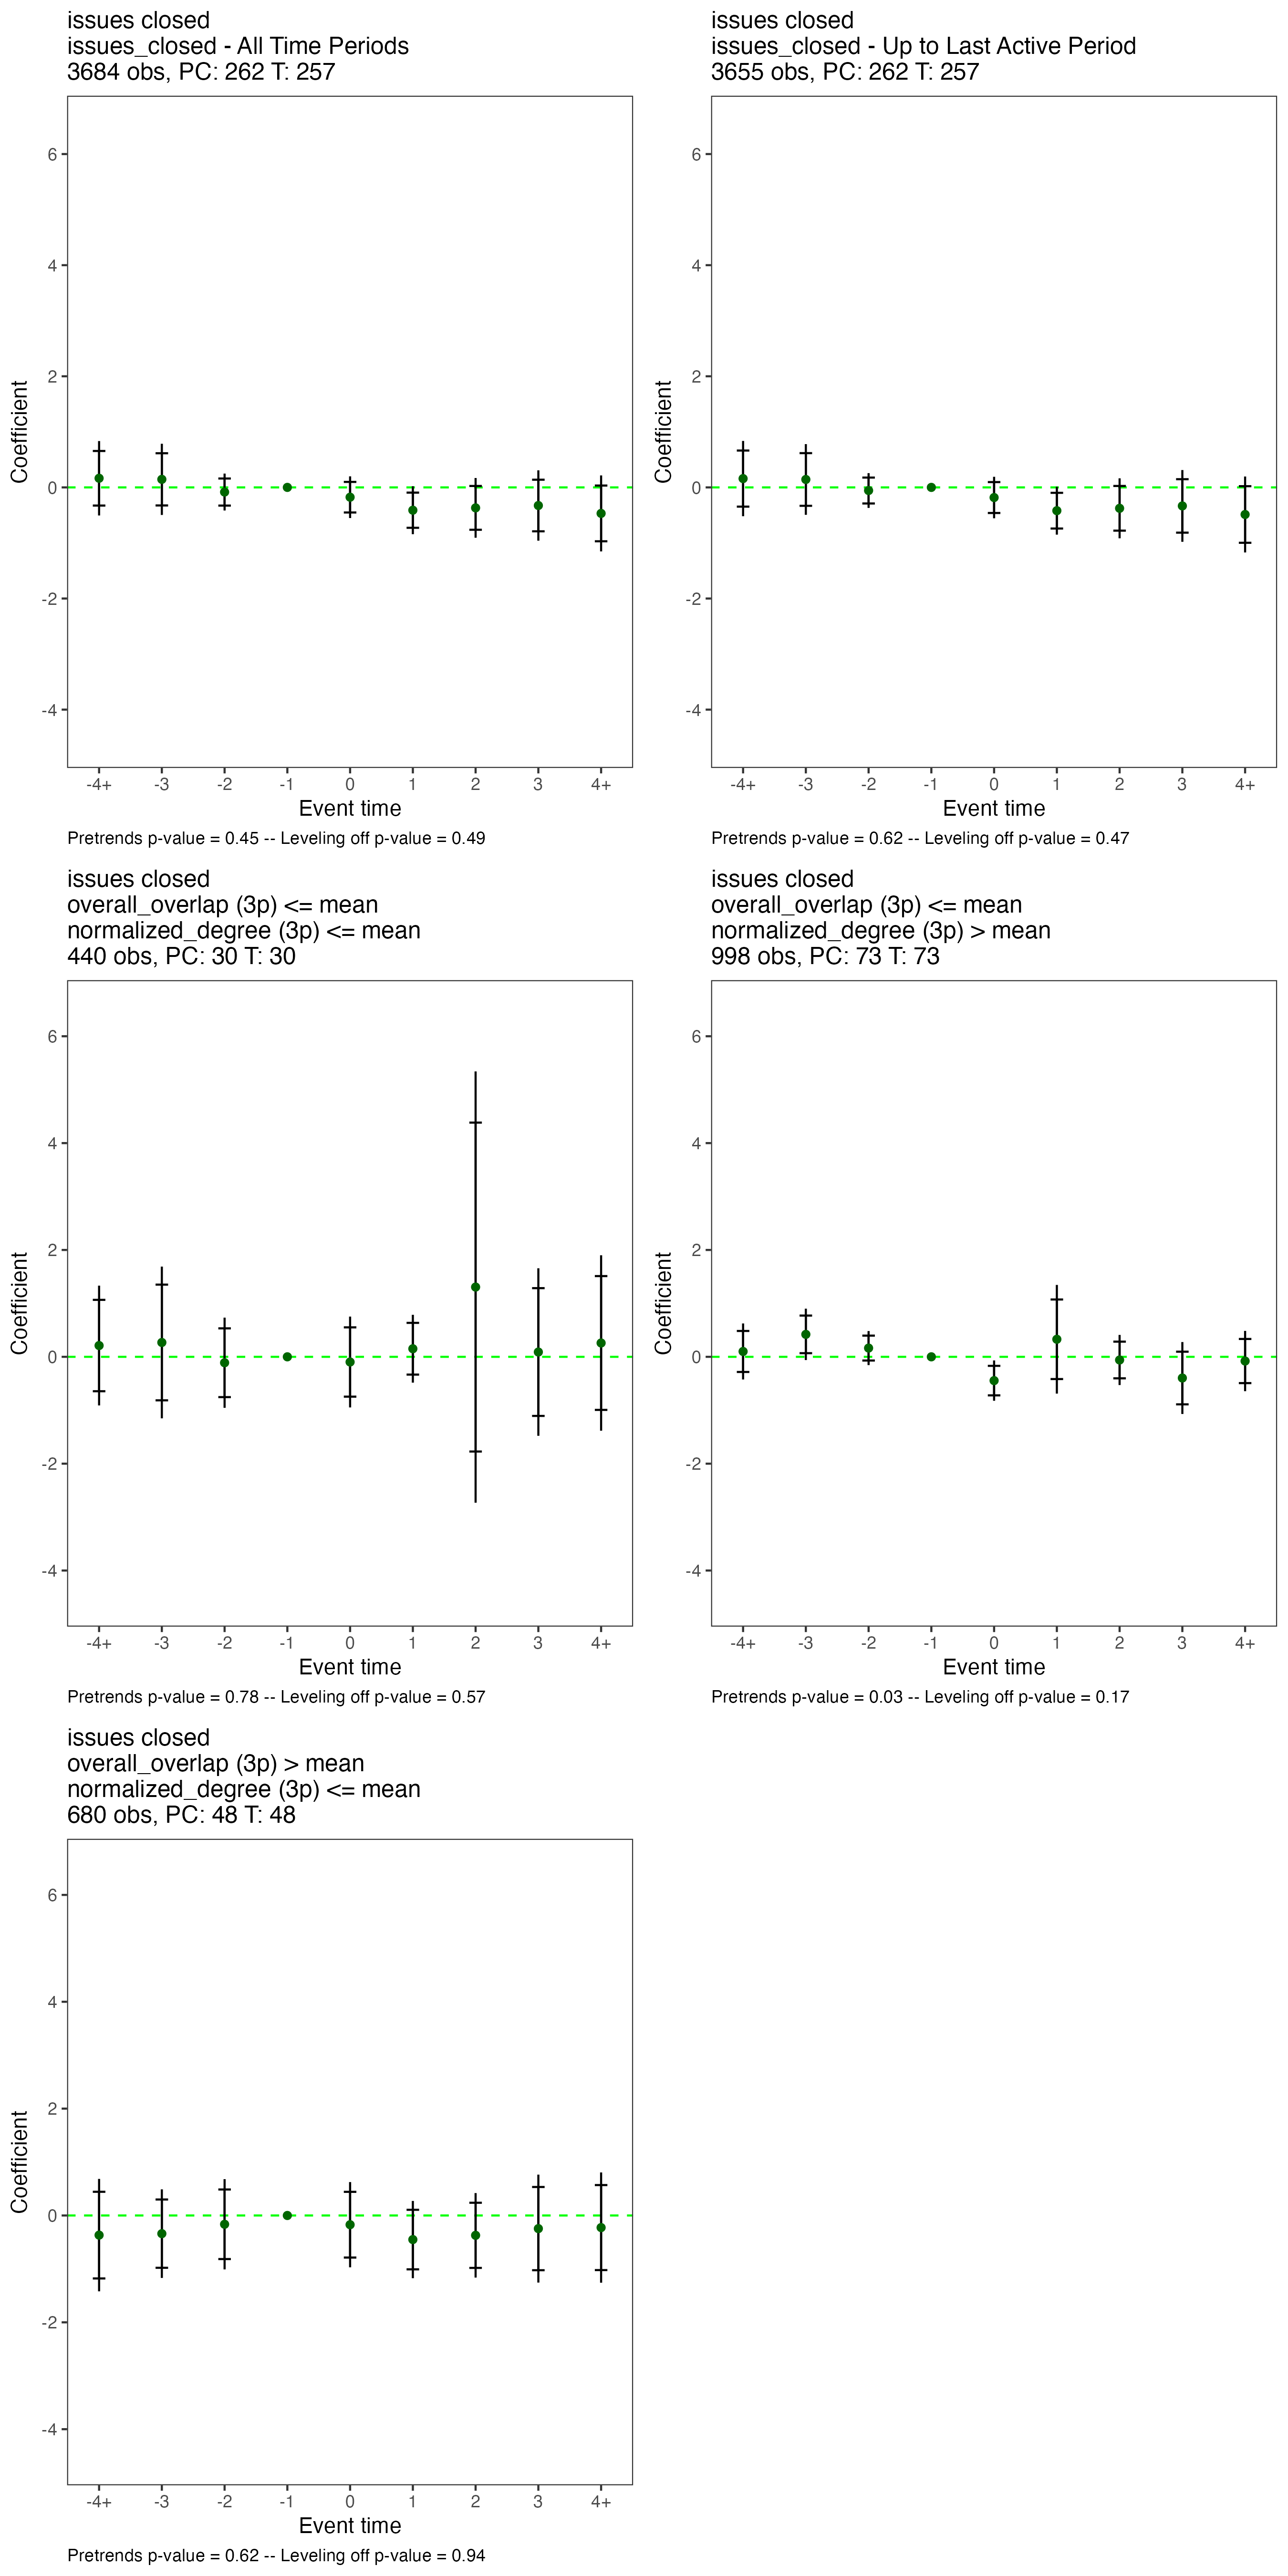 issues closed
issues_closed - All Time Periods
3684 obs, PC: 262 T: 257
6
4
2
0
-2
-4
Coefficient
-4+ -3 -2 -1 0 1 2 3 4+
Event time
Pretrends p-value = 0.45 -- Leveling off p-value = 0.49
issues closed
issues_closed - Up to Last Active Period
3655 obs, PC: 262 T: 257
6
4
2
0
-2
-4
Coefficient
-4+ -3 -2 -1 0 1 2 3 4+
Event time
Pretrends p-value = 0.62 -- Leveling off p-value = 0.47
issues closed
overall_overlap (3p) <= mean
normalized_degree (3p) <= mean
440 obs, PC: 30 T: 30
6
4
2
0
-2
-4
Coefficient
-4+ -3 -2 -1 0 1 2 3 4+
Event time
Pretrends p-value = 0.78 -- Leveling off p-value = 0.57
issues closed
overall_overlap (3p) <= mean
normalized_degree (3p) > mean
998 obs, PC: 73 T: 73
6
4
2
0
-2
-4
Coefficient
-4+ -3 -2 -1 0 1 2 3 4+
Event time
Pretrends p-value = 0.03 -- Leveling off p-value = 0.17
issues closed
overall_overlap (3p) > mean
normalized_degree (3p) <= mean
680 obs, PC: 48 T: 48
6
4
2
0
-2
-4
Coefficient
-4+ -3 -2 -1 0 1 2 3 4+
Event time
Pretrends p-value = 0.62 -- Leveling off p-value = 0.94